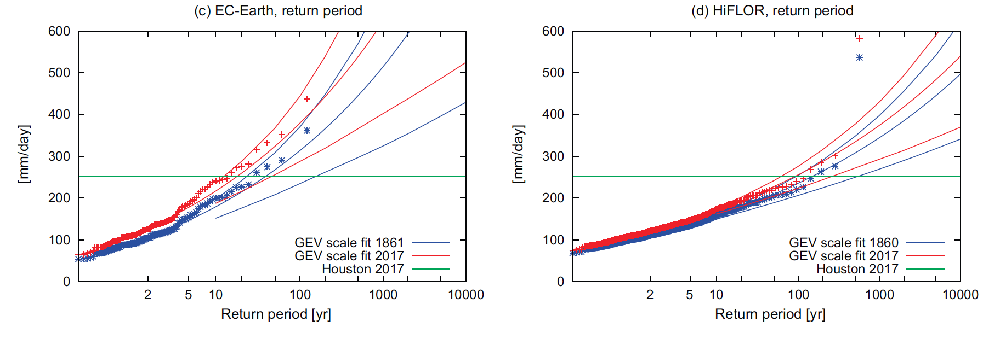 (c) EC-Earth, return period
600
500
400
300
200
100
0
[mm/day]
GEV scale fit 1861
GEV scale fit 2017
Houston 2017
2 5 10 100 1000 10000
Return period [yr]
(d) HiFLOR, return period
600
500
400
300
200
100
0
[mm/day]
GEV scale fit 1860
GEV scale fit 2017
Houston 2017
2 5 10 100 1000 10000
Return period [yr]